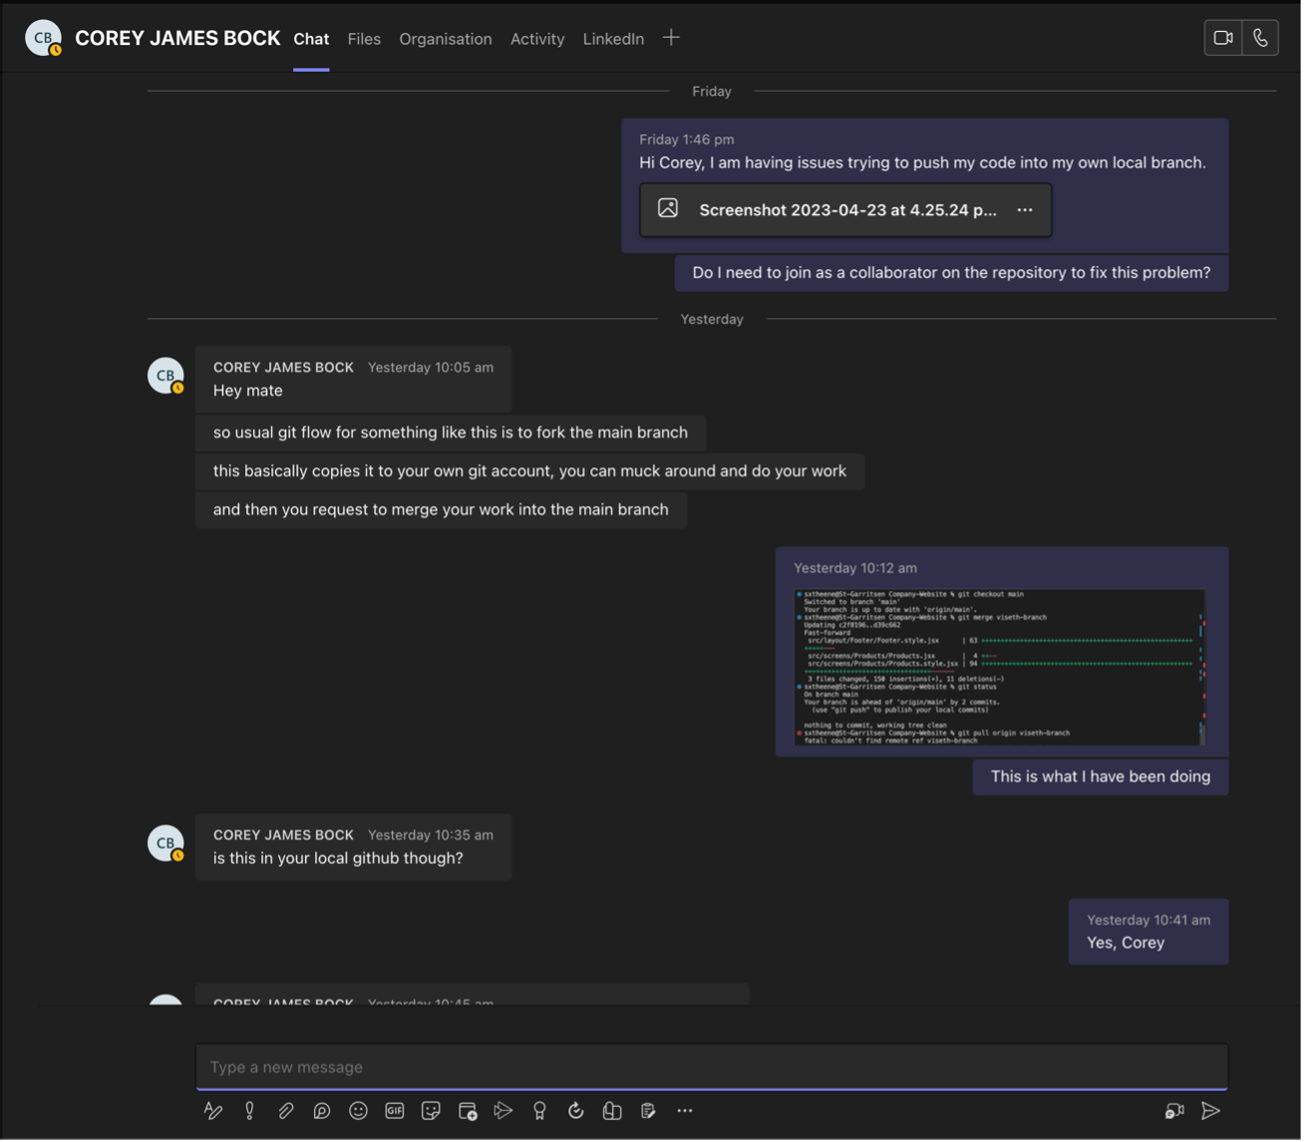 CB COREY JAMES BOCK Chat Files Organisation Activity LinkedIn
Friday
Friday 1:46 pm
Hi Corey, I am having issues trying to push my code into my own local branch.
Screenshot 2023-04-23 at 4.25.24 p...
Do I need to join as a collaborator on the repository to fix this problem?
Yesterday
CB COREY JAMES BOCK Yesterday 10:05 am
Hey mate
so usual git flow for something like this is to fork the main branch
this basically copies it to your own git account, you can muck around and do your work
and then you request to merge your work into the main branch
Yesterday 10:12 am
sxtheene@St-Garritsen Company-Website % git checkout main
Switched to branch 'main'
Your branch is up to date with 'origin/main'.
sxtheene@St-Garritsen Company-Website % git merge viseth-branch
Updating c2f8196..d39c662
Fast-forward
src/layout/Footer/Footer.style.jsx | 63
src/screens/Products/Products.jsx | 4 ++--
src/screens/Products/Products.style.jsx | 94
3 files changed, 150 insertions(+), 11 deletions(-)
sxtheene@St-Garritsen Company-Website % git status
On branch main
Your branch is ahead of 'origin/main' by 2 commits.
(use "git push" to publish your local commits)
nothing to commit, working tree clean
sxtheene@St-Garritsen Company-Website % git pull origin viseth-branch
fatal: couldn't find remote ref viseth-branch
This is what I have been doing
CB COREY JAMES BOCK Yesterday 10:35 am
is this in your local github though?
Yesterday 10:41 am
Yes, Corey
COREY JAMES BOCK Yesterday 10:45 am
Type a new message
GIF